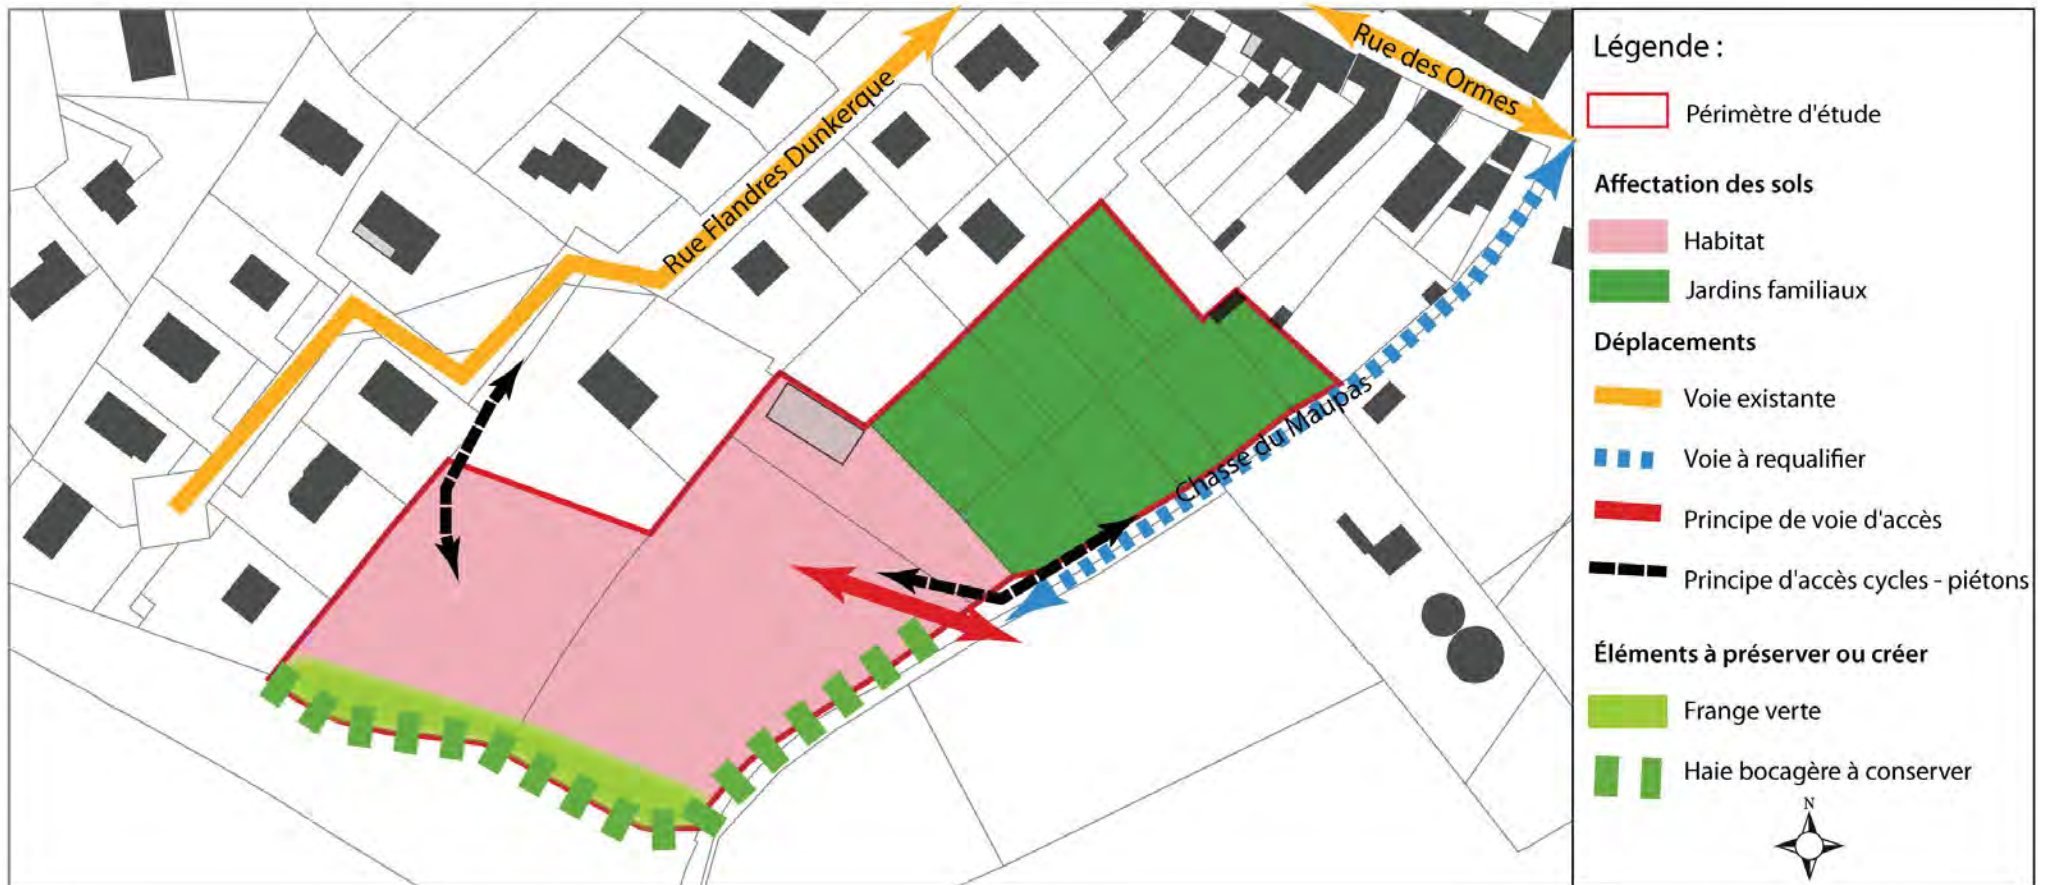 Rue des Ormes
Rue Flandres Dunkerque
Chasse du Maupas
Légende :
Périmètre d'étude
Affectation des sols
Habitat
Jardins familiaux
Déplacements
Voie existante
Voie à requalifier
Principe de voie d'accès
Principe d'accès cycles - piétons
Éléments à préserver ou créer
Frange verte
Haie bocagère à conserver
N